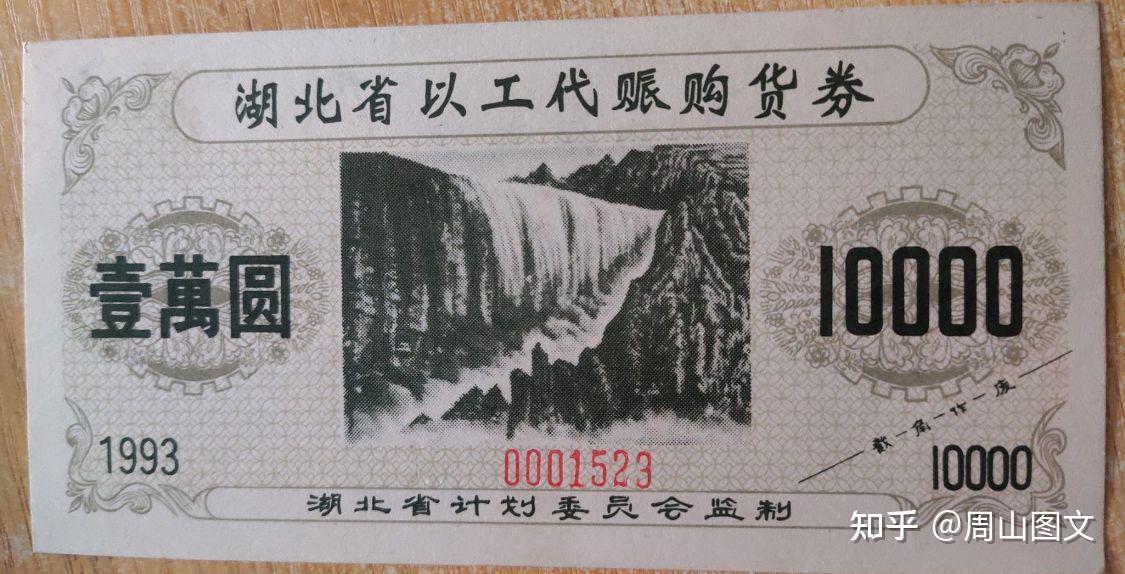 湖北省以工代赈购货券
壹萬圆
10000
截角作废
1993
0001523
10000
湖北省计划委员会监制
知乎 @周山图文